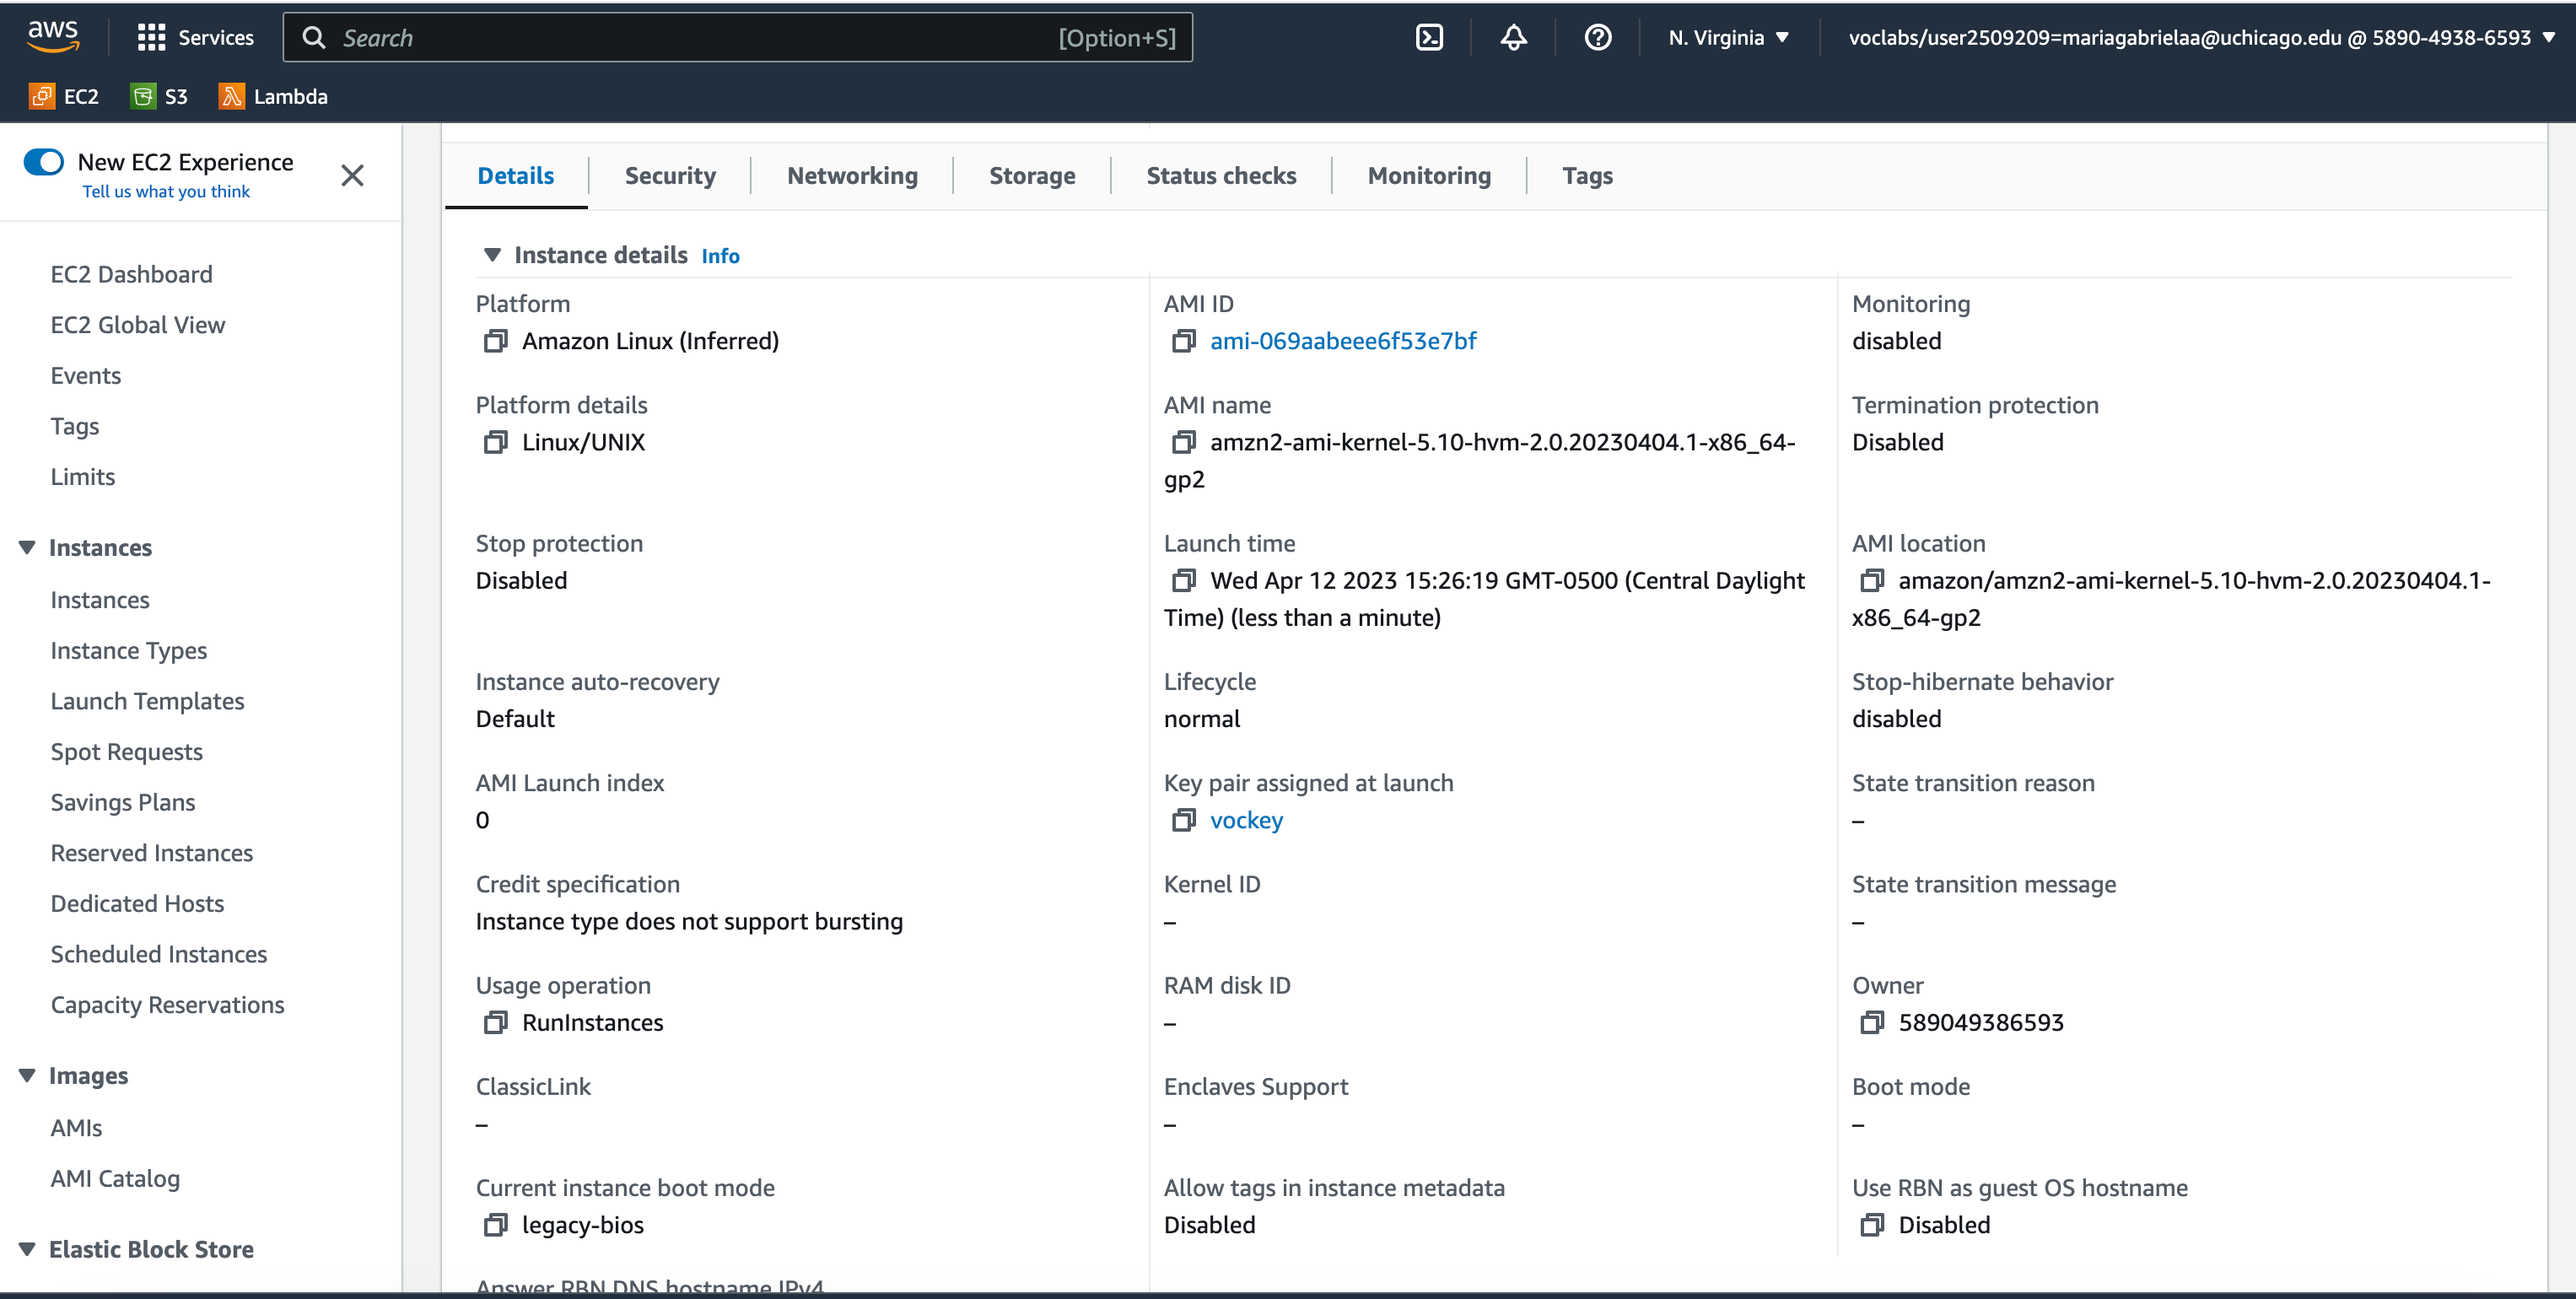 aws
Services
Search
[Option+S]
N. Virginia
voclabs/user2509209=mariagabrielaa@uchicago.edu @ 5890-4938-6593
EC2
S3
Lambda
New EC2 Experience
Tell us what you think
EC2 Dashboard
EC2 Global View
Events
Tags
Limits
Instances
Instances
Instance Types
Launch Templates
Spot Requests
Savings Plans
Reserved Instances
Dedicated Hosts
Scheduled Instances
Capacity Reservations
Images
AMIs
AMI Catalog
Elastic Block Store
Details
Security
Networking
Storage
Status checks
Monitoring
Tags
Instance details Info
Platform
Amazon Linux (Inferred)
AMI ID
ami-069aabeee6f53e7bf
Monitoring
disabled
Platform details
Linux/UNIX
AMI name
amzn2-ami-kernel-5.10-hvm-2.0.20230404.1-x86_64-
gp2
Termination protection
Disabled
Stop protection
Disabled
Launch time
Wed Apr 12 2023 15:26:19 GMT-0500 (Central Daylight
Time) (less than a minute)
AMI location
amazon/amzn2-ami-kernel-5.10-hvm-2.0.20230404.1-
x86_64-gp2
Instance auto-recovery
Default
Lifecycle
normal
Stop-hibernate behavior
disabled
AMI Launch index
0
Key pair assigned at launch
vockey
State transition reason
–
Credit specification
Instance type does not support bursting
Kernel ID
–
State transition message
–
Usage operation
RunInstances
RAM disk ID
–
Owner
589049386593
ClassicLink
–
Enclaves Support
–
Boot mode
–
Current instance boot mode
legacy-bios
Allow tags in instance metadata
Disabled
Use RBN as guest OS hostname
Disabled
Answer RBN DNS hostname IPv4